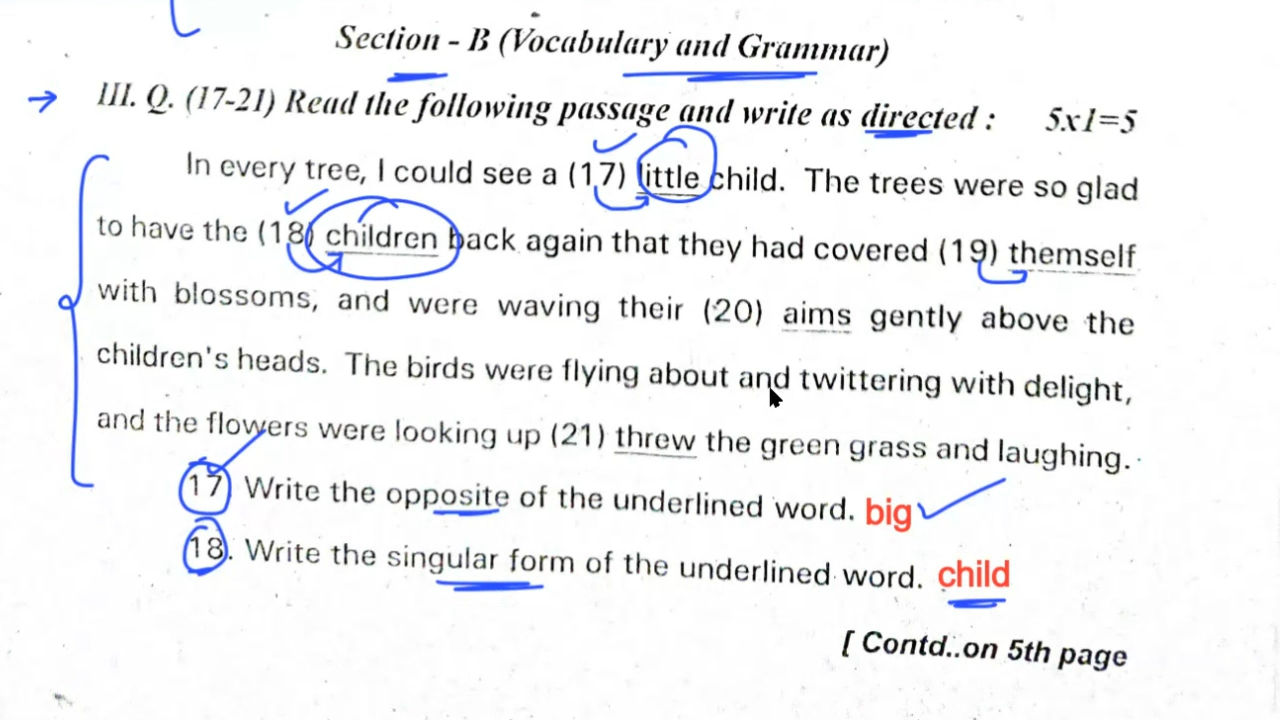 Section - B (Vocabulary and Grammar)
III. Q. (17-21) Read the following passage and write as directed : 5x1=5
In every tree, I could see a (17) little child. The trees were so glad
to have the (18) children back again that they had covered (19) themself
with blossoms, and were waving their (20) aims gently above the
children's heads. The birds were flying about and twittering with delight,
and the flowers were looking up (21) threw the green grass and laughing.
17. Write the opposite of the underlined word. big
18. Write the singular form of the underlined word. child
[ Contd..on 5th page